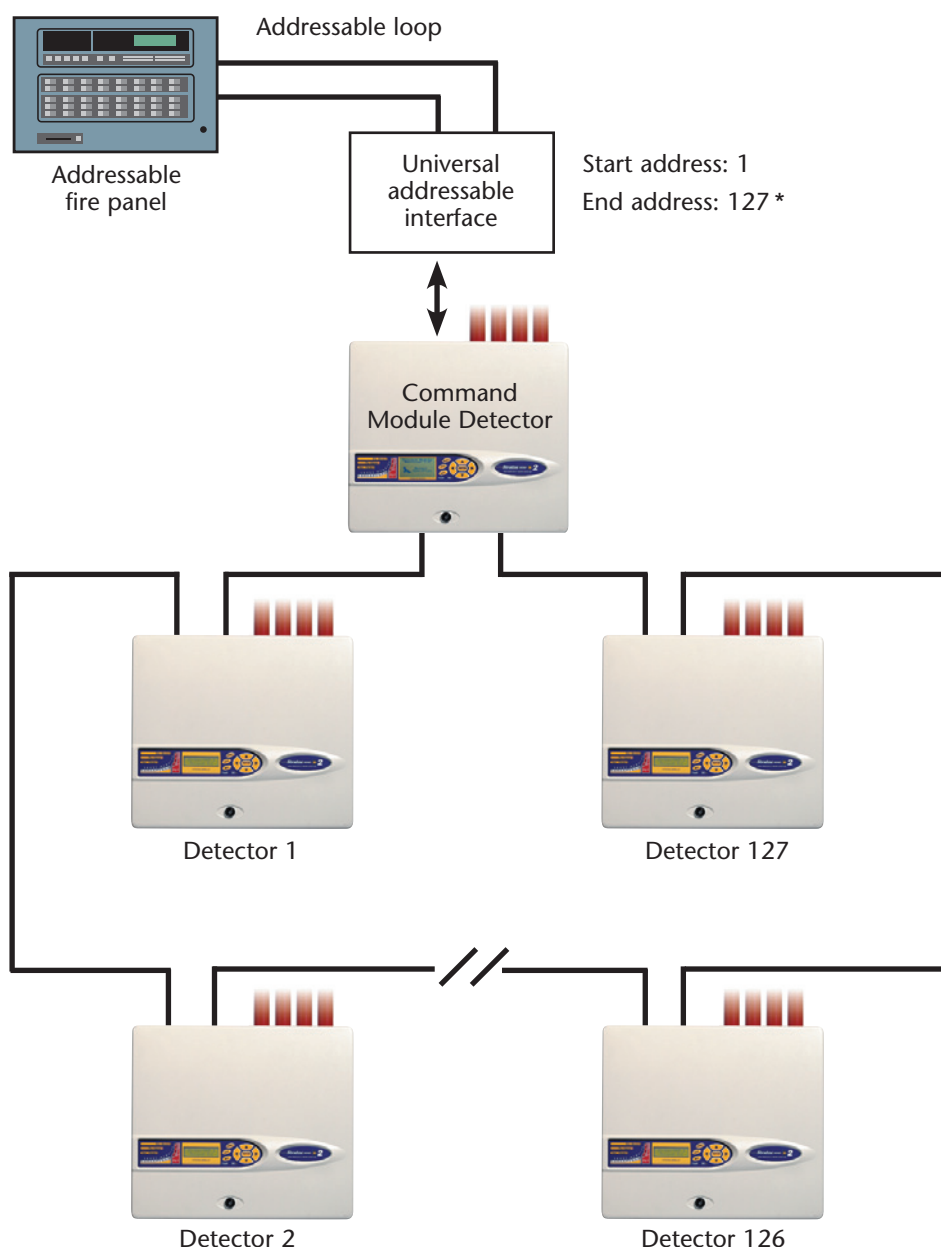 Addressable loop
Addressable
fire panel
Universal
addressable
interface
Start address: 1
End address: 127 *
Command
Module Detector
Detector 1
Detector 127
Detector 2
Detector 126